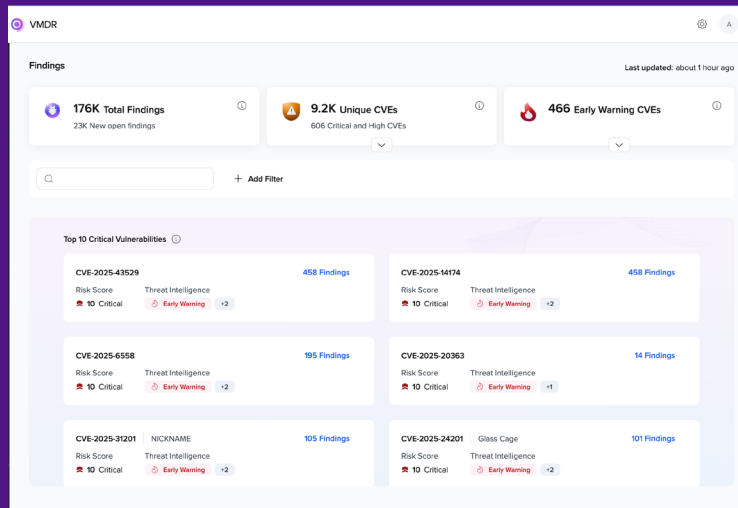 VMDR
A
Findings
Last updated: about 1 hour ago
176K Total Findings
23K New open findings
9.2K Unique CVEs
606 Critical and High CVEs
466 Early Warning CVEs
+ Add Filter
Top 10 Critical Vulnerabilities
CVE-2025-43529 458 Findings
Risk Score Threat Intelligence
10 Critical Early Warning +2
CVE-2025-14174 458 Findings
Risk Score Threat Intelligence
10 Critical Early Warning +2
CVE-2025-6558 195 Findings
Risk Score Threat Intelligence
10 Critical Early Warning +2
CVE-2025-20363 14 Findings
Risk Score Threat Intelligence
10 Critical Early Warning +1
CVE-2025-31201 NICKNAME 105 Findings
Risk Score Threat Intelligence
10 Critical Early Warning +2
CVE-2025-24201 Glass Cage 101 Findings
Risk Score Threat Intelligence
10 Critical Early Warning +2